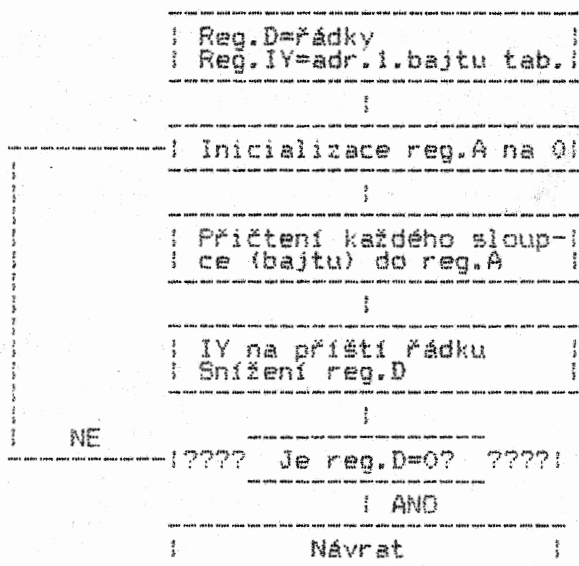 Reg.D=řádky
Reg.IY=adr.1.bajtu tab.
Inicializace reg.A na 0
Přičtení každého sloup-
ce (bajtu) do reg.A
IY na příští řádku
Snížení reg.D
NE
???? Je reg.D=0? ????
ANO
Návrat